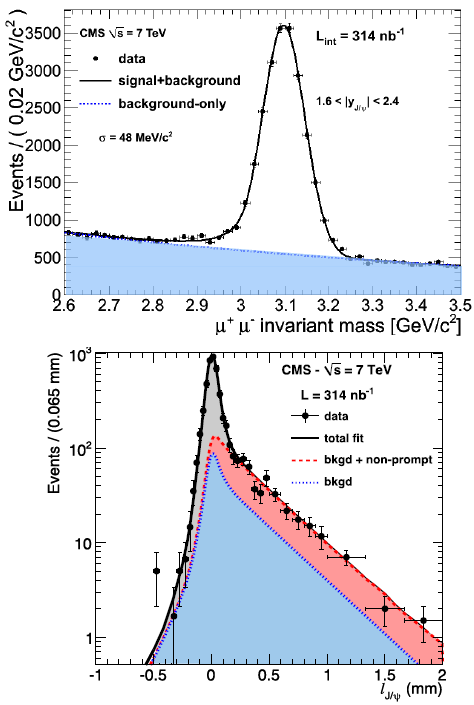 CMS √s = 7 TeV
data
signal+background
background-only
σ = 48 MeV/c²
L_int = 314 nb⁻¹
1.6 < |y_J/ψ| < 2.4
Events / ( 0.02 GeV/c² )
3500
3000
2500
2000
1500
1000
500
0
2.6 2.7 2.8 2.9 3 3.1 3.2 3.3 3.4 3.5
μ⁺ μ⁻ invariant mass [GeV/c²]
CMS - √s = 7 TeV
L = 314 nb⁻¹
data
total fit
bkgd + non-prompt
bkgd
Events / (0.065 mm)
10³
10²
10
1
-1 -0.5 0 0.5 1 1.5 2
l_J/ψ (mm)